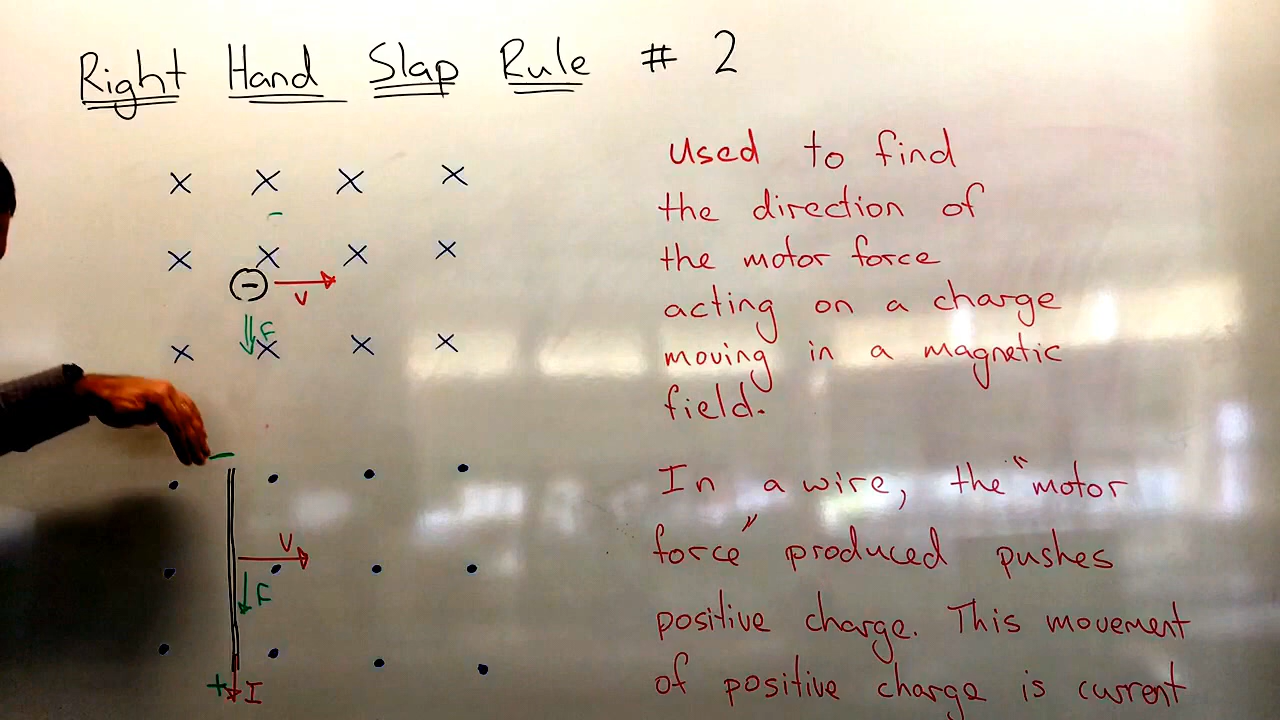 Right Hand Slap Rule # 2
Used to find
the direction of
the motor force
acting on a charge
moving in a magnetic
field.
In a wire, the "motor
force" produced pushes
positive charge. This movement
of positive charge is current
× × × ×
-
× × × ×
- v
F
× × × ×
-
v
F
+ I